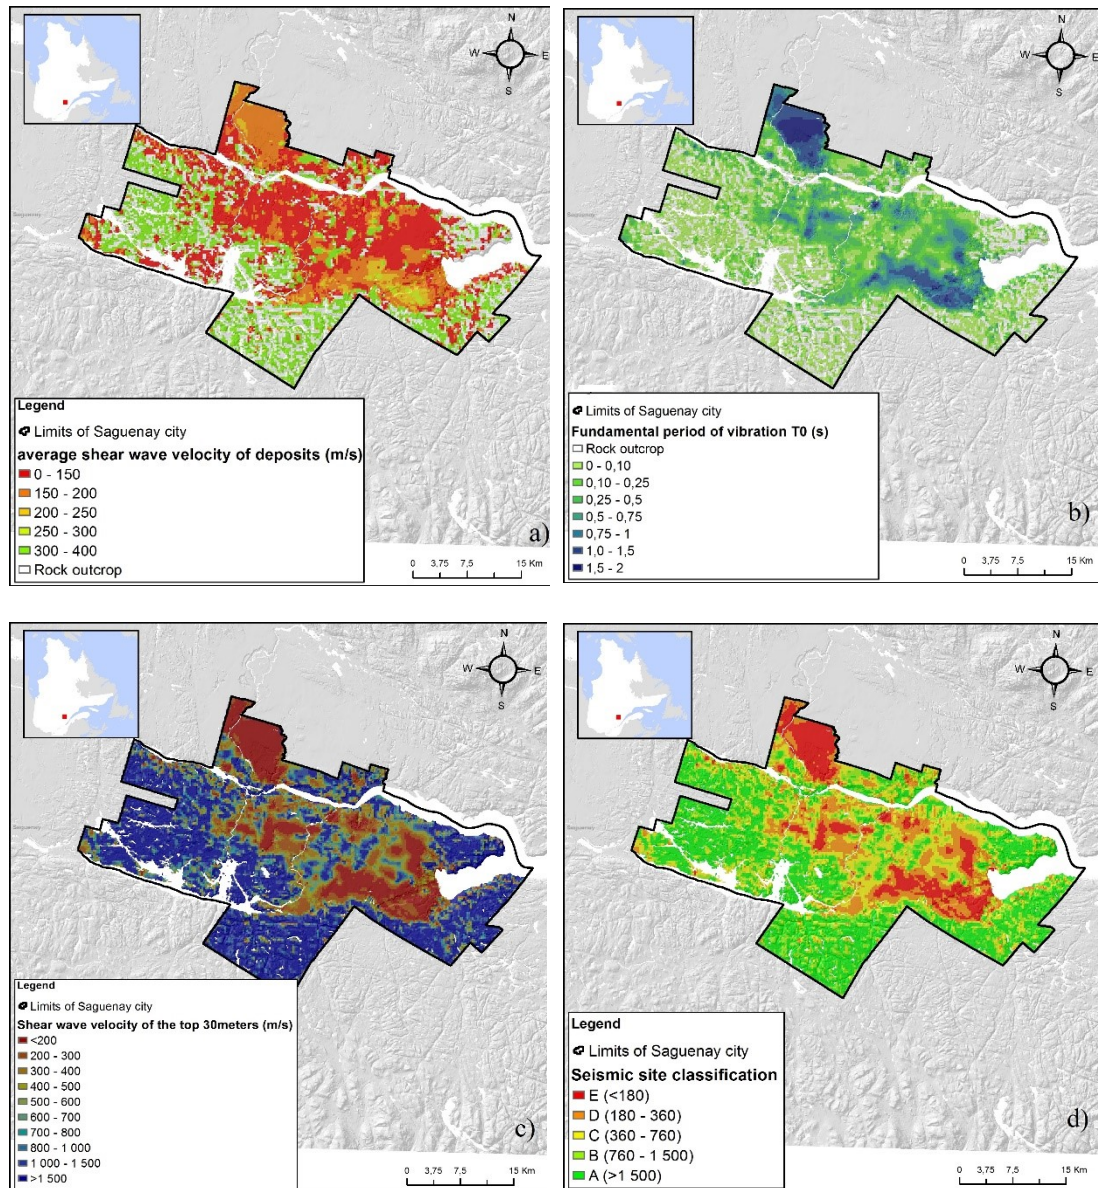 N
W
E
S
Saguenay
Legend
Limits of Saguenay city
average shear wave velocity of deposits (m/s)
0 - 150
150 - 200
200 - 250
250 - 300
300 - 400
Rock outcrop
a)
0 3,75 7,5 15 Km
N
W
E
S
Saguenay
Limits of Saguenay city
Fundamental period of vibration T0 (s)
Rock outcrop
0 - 0,10
0,10 - 0,25
0,25 - 0,5
0,5 - 0,75
0,75 - 1
1,0 - 1,5
1,5 - 2
b)
0 3,75 7,5 15 Km
N
W
E
S
Saguenay
Legend
Limits of Saguenay city
Shear wave velocity of the top 30meters (m/s)
<200
200 - 300
300 - 400
400 - 500
500 - 600
600 - 700
700 - 800
800 - 1 000
1 000 - 1 500
>1 500
c)
0 3,75 7,5 15 Km
N
W
E
S
Saguenay
Legend
Limits of Saguenay city
Seismic site classification
E (<180)
D (180 - 360)
C (360 - 760)
B (760 - 1 500)
A (>1 500)
d)
0 3,75 7,5 15 Km